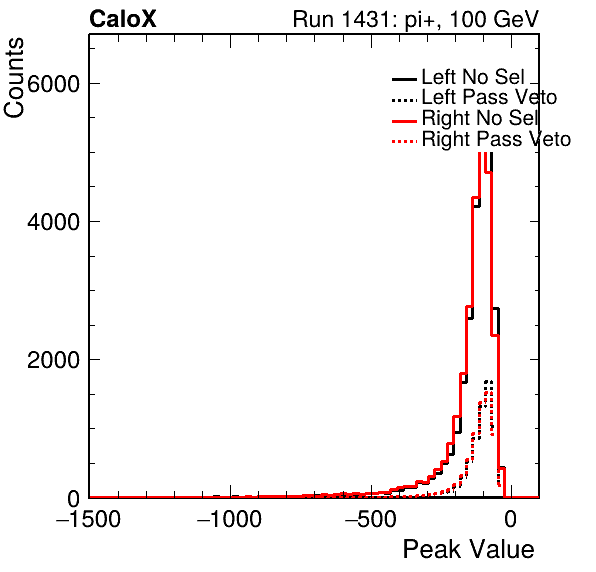 CaloX Run 1431: pi+, 100 GeV
Counts
6000
4000
2000
0
Left No Sel
Left Pass Veto
Right No Sel
Right Pass Veto
−1500 −1000 −500 0
Peak Value